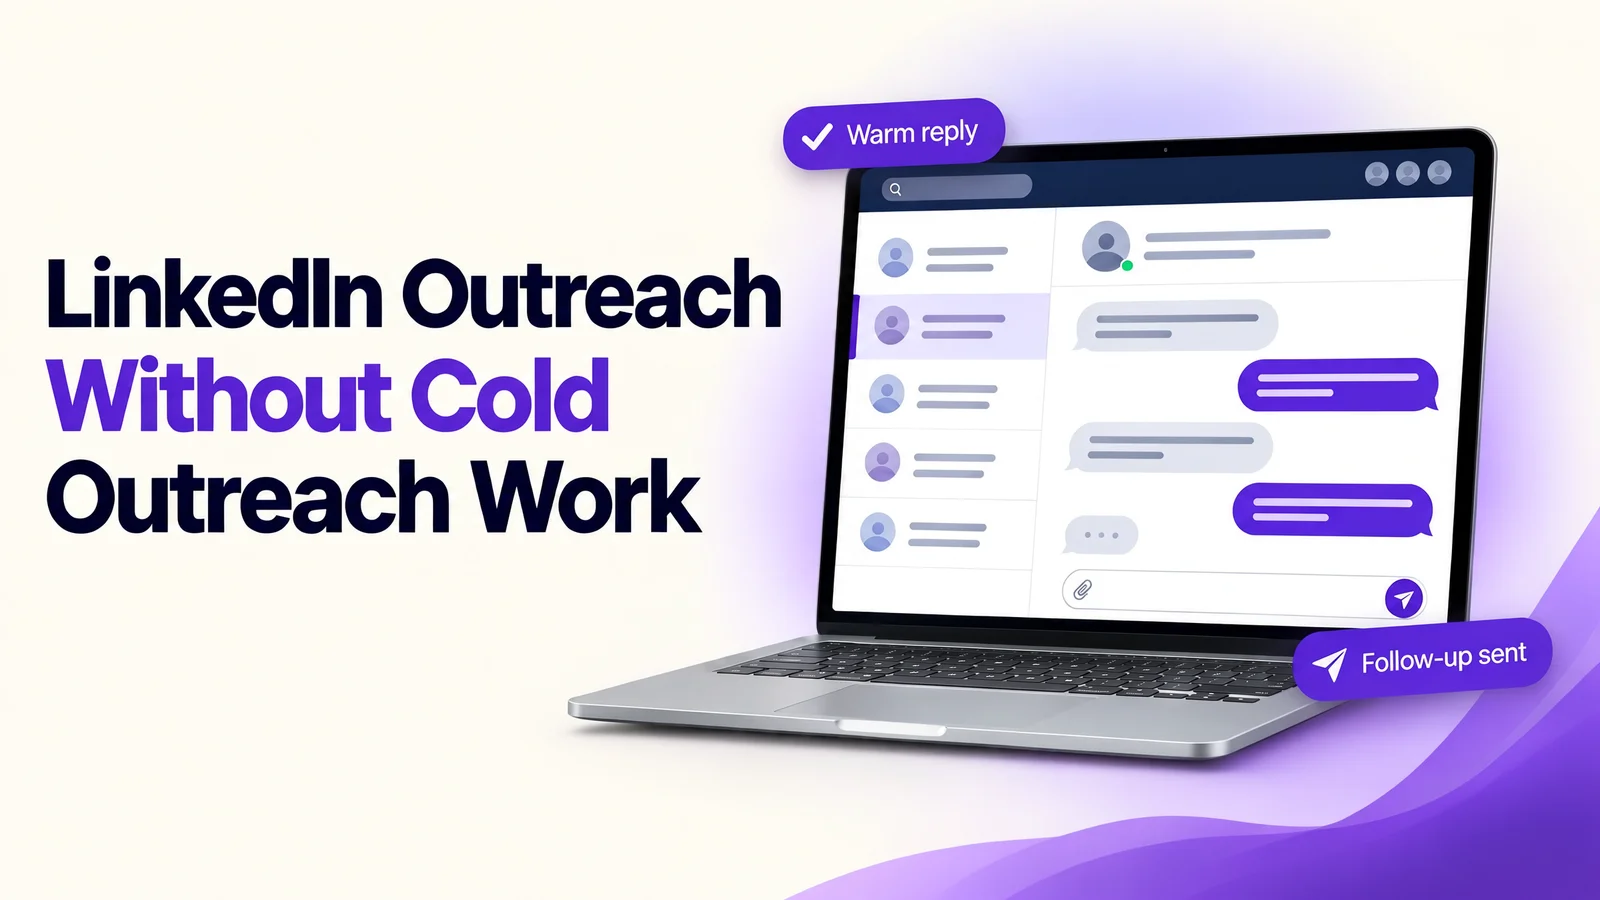 LinkedIn Outreach
Without Cold
Outreach Work
Warm reply
Follow-up sent